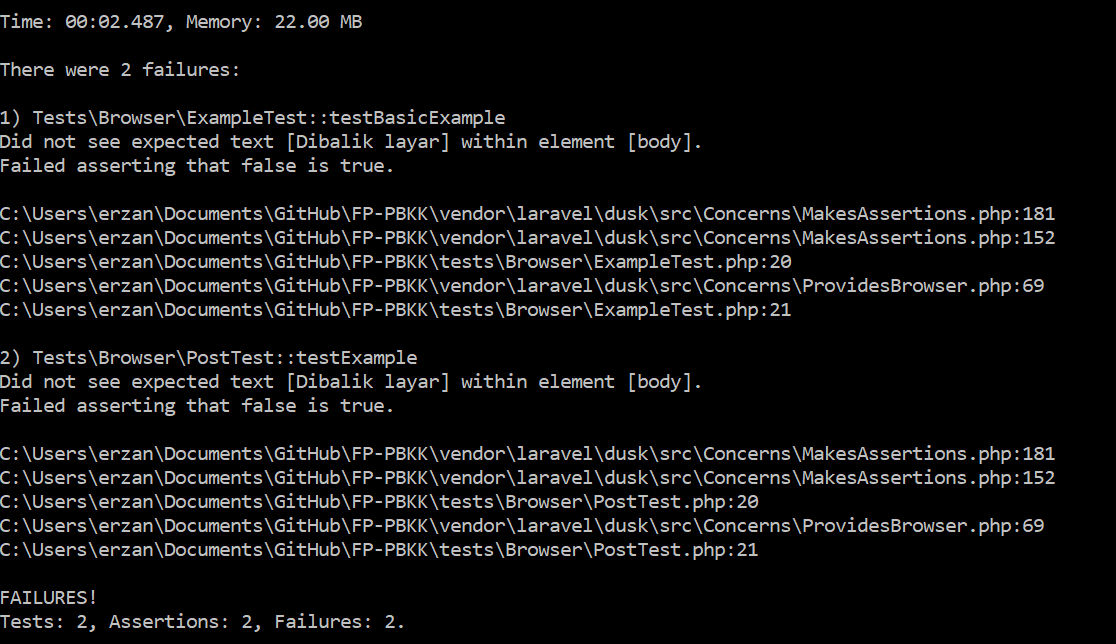 Time: 00:02.487, Memory: 22.00 MB
There were 2 failures:
1) Tests\Browser\ExampleTest::testBasicExample
Did not see expected text [Dibalik layar] within element [body].
Failed asserting that false is true.
C:\Users\erzan\Documents\GitHub\FP-PBKK\vendor\laravel\dusk\src\Concerns\MakesAssertions.php:181
C:\Users\erzan\Documents\GitHub\FP-PBKK\vendor\laravel\dusk\src\Concerns\MakesAssertions.php:152
C:\Users\erzan\Documents\GitHub\FP-PBKK\tests\Browser\ExampleTest.php:20
C:\Users\erzan\Documents\GitHub\FP-PBKK\vendor\laravel\dusk\src\Concerns\ProvidesBrowser.php:69
C:\Users\erzan\Documents\GitHub\FP-PBKK\tests\Browser\ExampleTest.php:21
2) Tests\Browser\PostTest::testExample
Did not see expected text [Dibalik layar] within element [body].
Failed asserting that false is true.
C:\Users\erzan\Documents\GitHub\FP-PBKK\vendor\laravel\dusk\src\Concerns\MakesAssertions.php:181
C:\Users\erzan\Documents\GitHub\FP-PBKK\vendor\laravel\dusk\src\Concerns\MakesAssertions.php:152
C:\Users\erzan\Documents\GitHub\FP-PBKK\tests\Browser\PostTest.php:20
C:\Users\erzan\Documents\GitHub\FP-PBKK\vendor\laravel\dusk\src\Concerns\ProvidesBrowser.php:69
C:\Users\erzan\Documents\GitHub\FP-PBKK\tests\Browser\PostTest.php:21
FAILURES!
Tests: 2, Assertions: 2, Failures: 2.